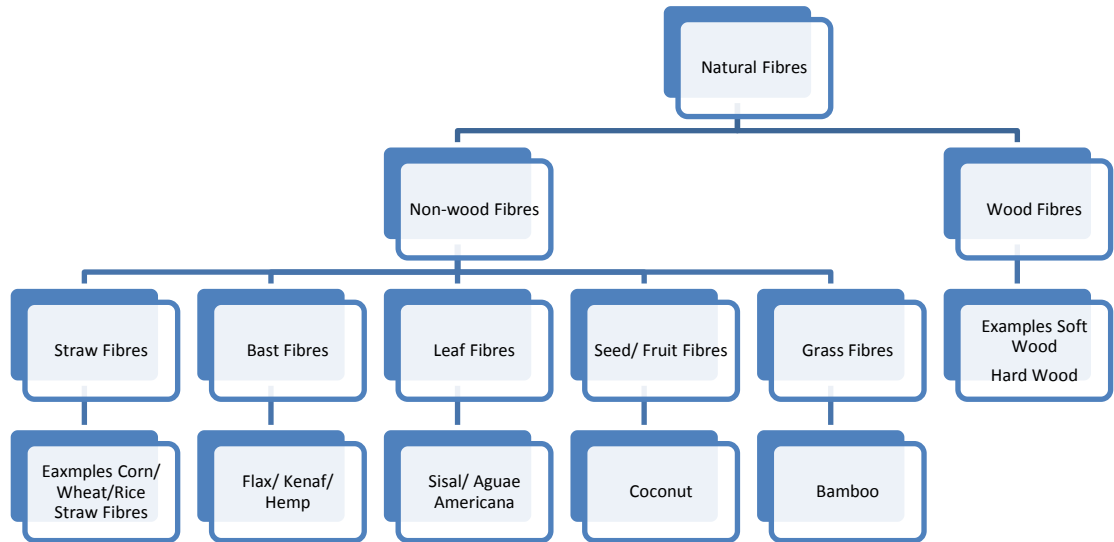 Natural Fibres
Non-wood Fibres
Wood Fibres
Straw Fibres
Bast Fibres
Leaf Fibres
Seed/ Fruit Fibres
Grass Fibres
Examples Soft
Wood
Hard Wood
Eaxmples Corn/
Wheat/Rice
Straw Fibres
Flax/ Kenaf/
Hemp
Sisal/ Aguae
Americana
Coconut
Bamboo